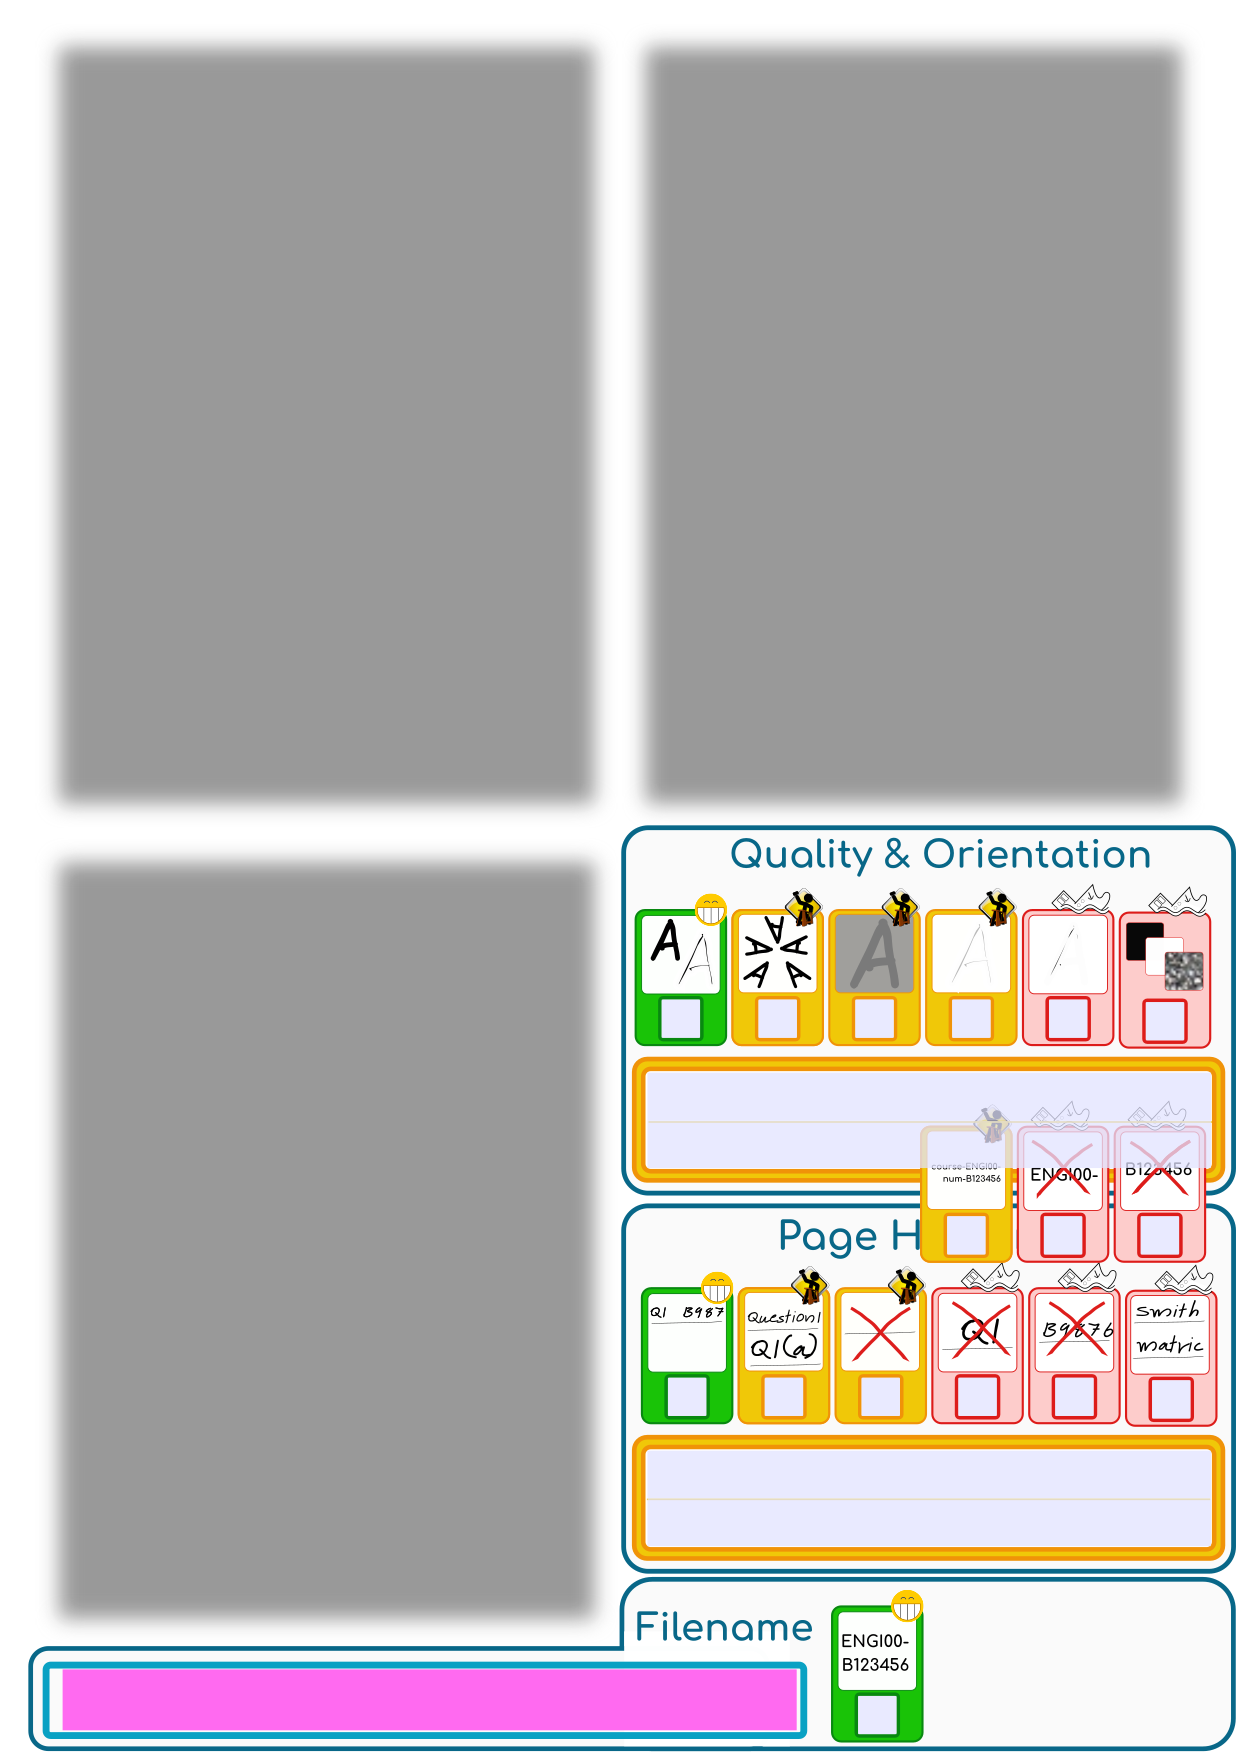 Quality & Orientation
A A
A A A A A
A
A
A
course-ENGI00-
num-B123456
ENGI00-
B123456
Page H
Q1 B987
Question1
Q1(a)
Q1
B9876
Smith
matric
Filename
ENGI00-
B123456